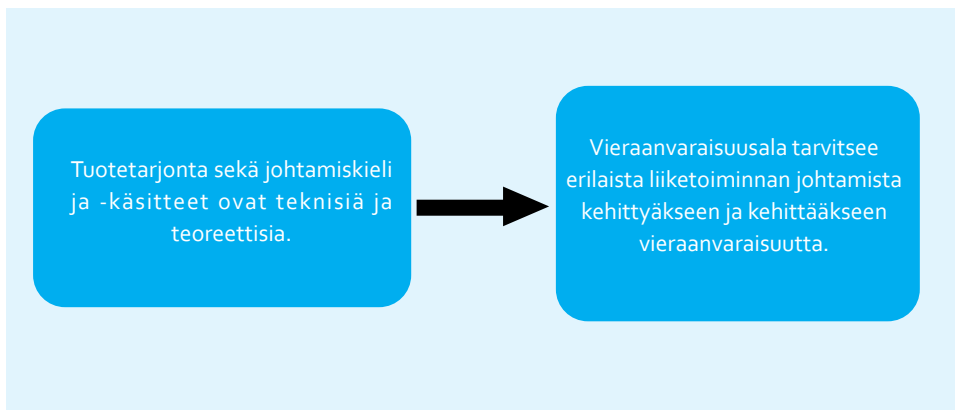 Tuotetarjonta sekä johtamiskieli
ja -käsitteet ovat teknisiä ja
teoreettisia.
Vieraanvaraisuusala tarvitsee
erilaista liiketoiminnan johtamista
kehittyäkseen ja kehittääkseen
vieraanvaraisuutta.